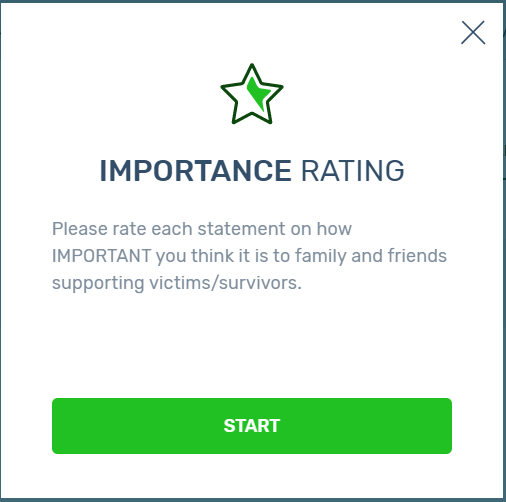 IMPORTANCE RATING
Please rate each statement on how
IMPORTANT you think it is to family and friends
supporting victims/survivors.
START